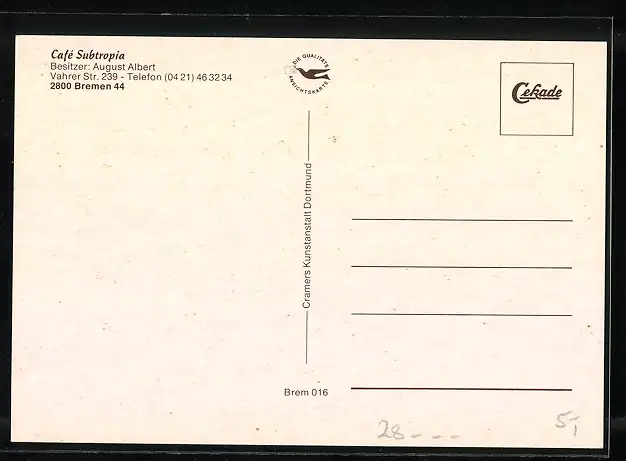 Café Subtropia
Besitzer: August Albert
Vahrer Str. 239 - Telefon (04 21) 46 32 34
2800 Bremen 44
DIE QUALITÄTS
ANSICHTSKARTE
Cekade
Cramers Kunstanstalt Dortmund
Brem 016
28---
5,-